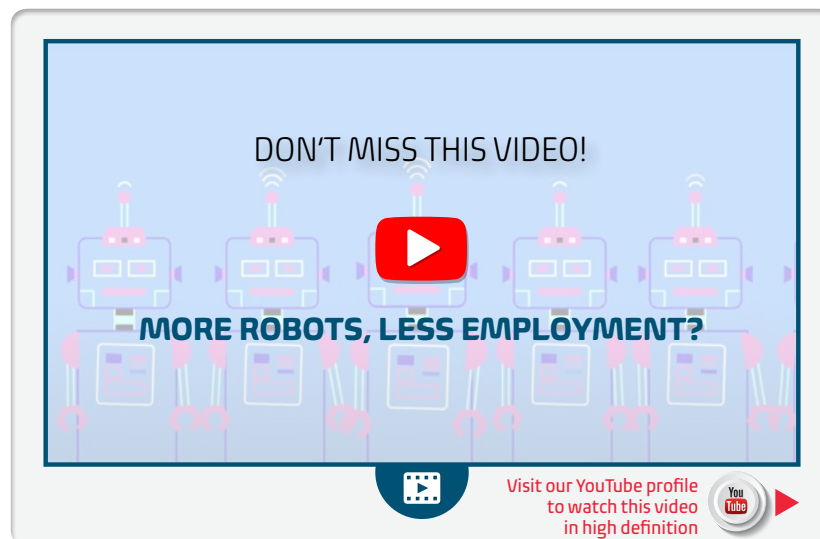 DON'T MISS THIS VIDEO!
MORE ROBOTS, LESS EMPLOYMENT?
Visit our YouTube profile
to watch this video
in high definition
You
Tube